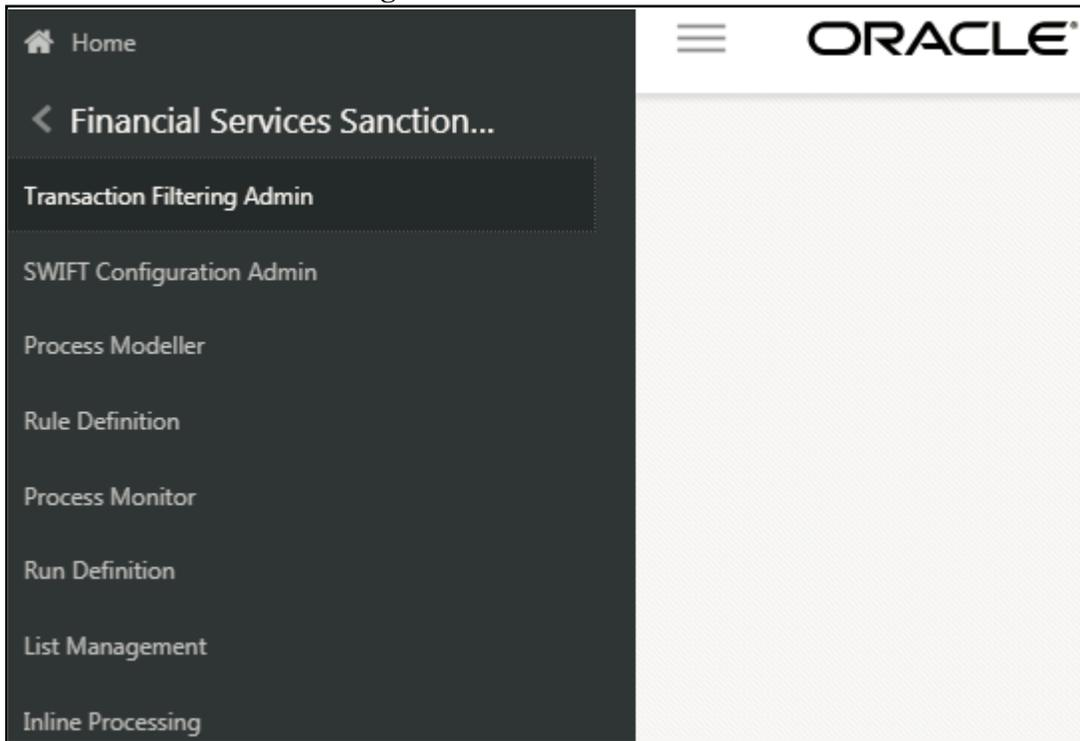 Home
ORACLE
Financial Services Sanction...
Transaction Filtering Admin
SWIFT Configuration Admin
Process Modeller
Rule Definition
Process Monitor
Run Definition
List Management
Inline Processing